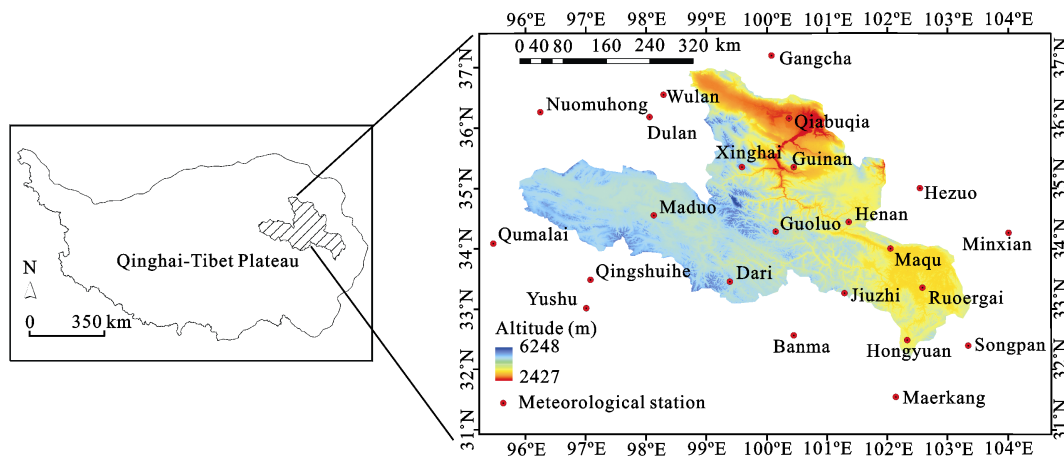 96°E 97°E 98°E 99°E 100°E 101°E 102°E 103°E 104°E
0 40 80 160 240 320 km
Gangcha
Wulan
Nuomuhong
Dulan
Qiabuqia
Xinghai
Guinan
Hezuo
Maduo
Henan
Guoluo
Qumalai
Minxian
Maqu
Qingshuihe
Dari
Jiuzhi
Ruoergai
Yushu
Banma
Hongyuan
Songpan
Maerkang
Altitude (m)
6248
2427
Meteorological station
37°N
36°N
35°N
34°N
33°N
32°N
31°N
37°N
36°N
35°N
34°N
33°N
32°N
31°N
96°E 97°E 98°E 99°E 100°E 101°E 102°E 103°E 104°E
Qinghai-Tibet Plateau
N
0 350 km